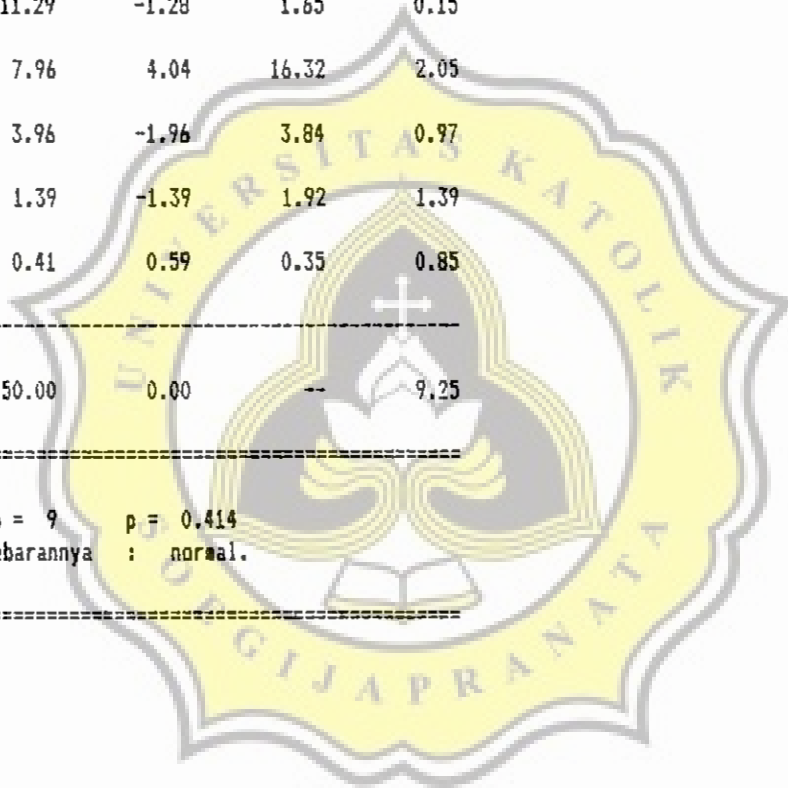 11.29 -1.28 1.65 0.15
7.96 4.04 16.32 2.05
3.96 -1.96 3.84 0.97
1.39 -1.39 1.92 1.39
0.41 0.59 0.35 0.85
50.00 0.00 -- 9.25
= 9 p = 0.414
ebarannya : normal.
UNIVERSITAS KATOLIK
SOEGIJAPRANATA